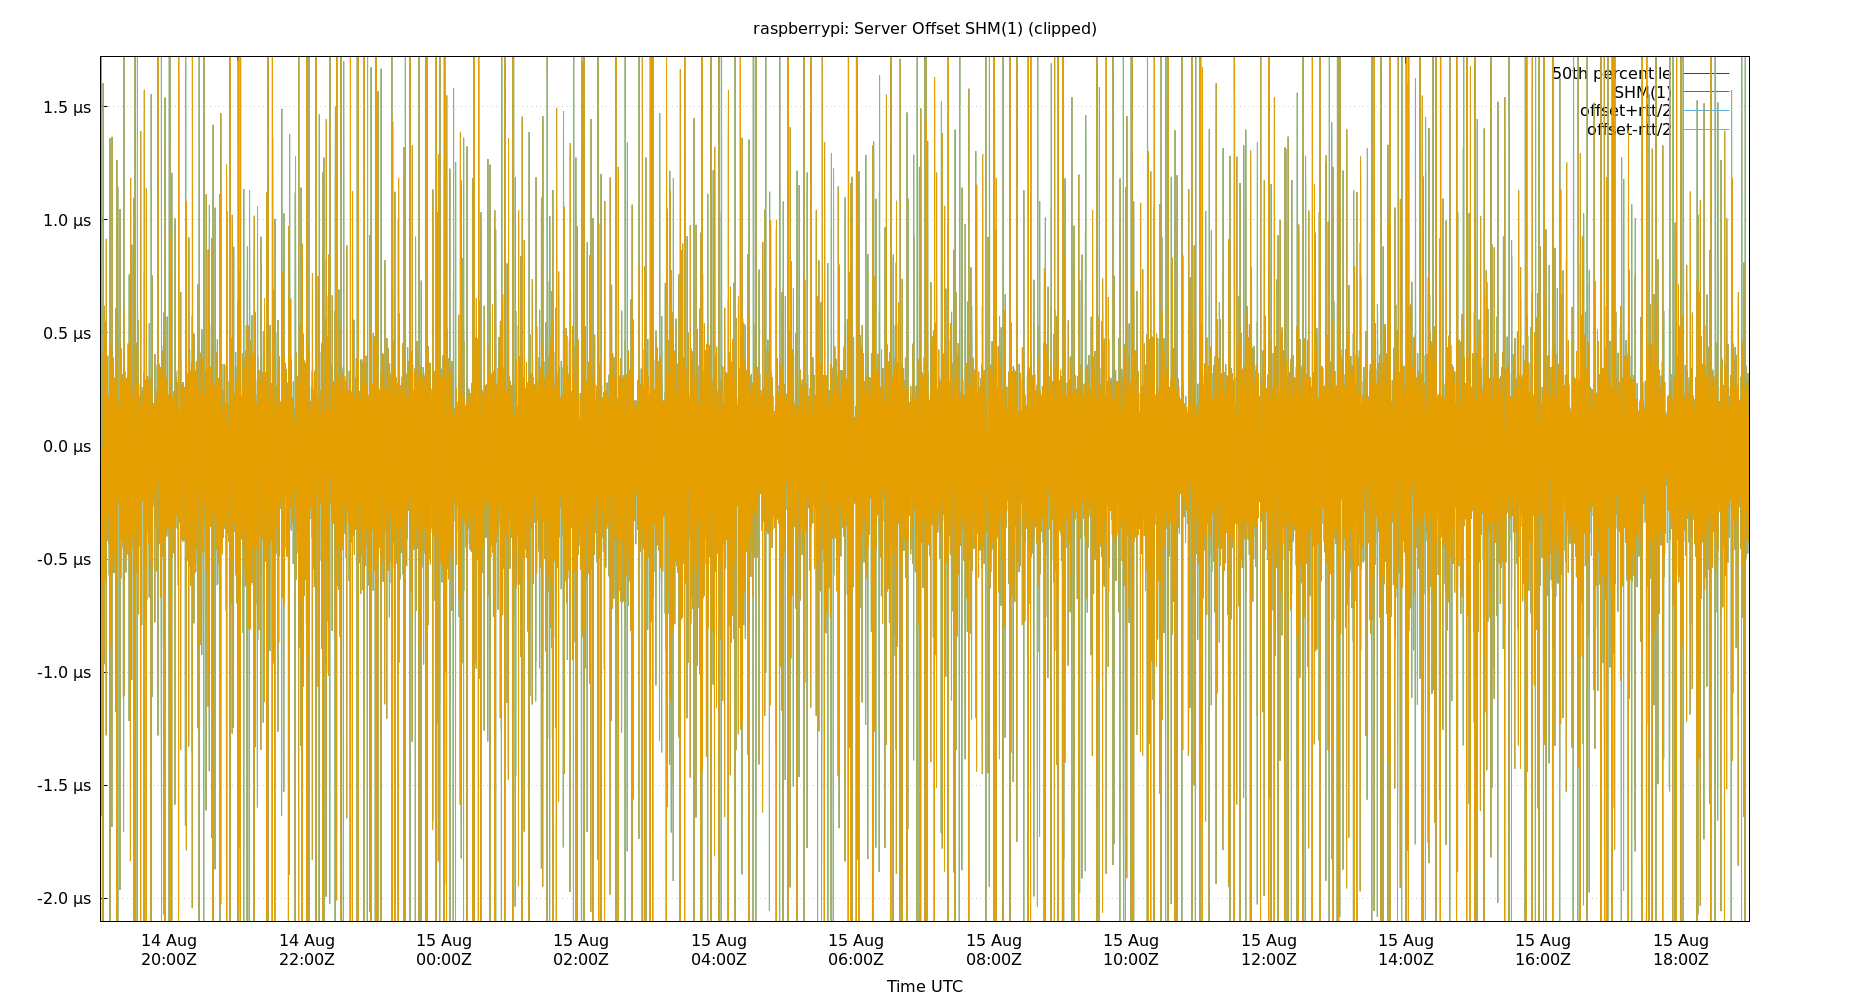 raspberrypi: Server Offset SHM(1) (clipped)
50th percentile
SHM(1)
offset+rtt/2
offset-rtt/2
1.5 µs
1.0 µs
0.5 µs
0.0 µs
-0.5 µs
-1.0 µs
-1.5 µs
-2.0 µs
14 Aug 14 Aug 15 Aug 15 Aug 15 Aug 15 Aug 15 Aug 15 Aug 15 Aug 15 Aug 15 Aug 15 Aug
20:00Z 22:00Z 00:00Z 02:00Z 04:00Z 06:00Z 08:00Z 10:00Z 12:00Z 14:00Z 16:00Z 18:00Z
Time UTC